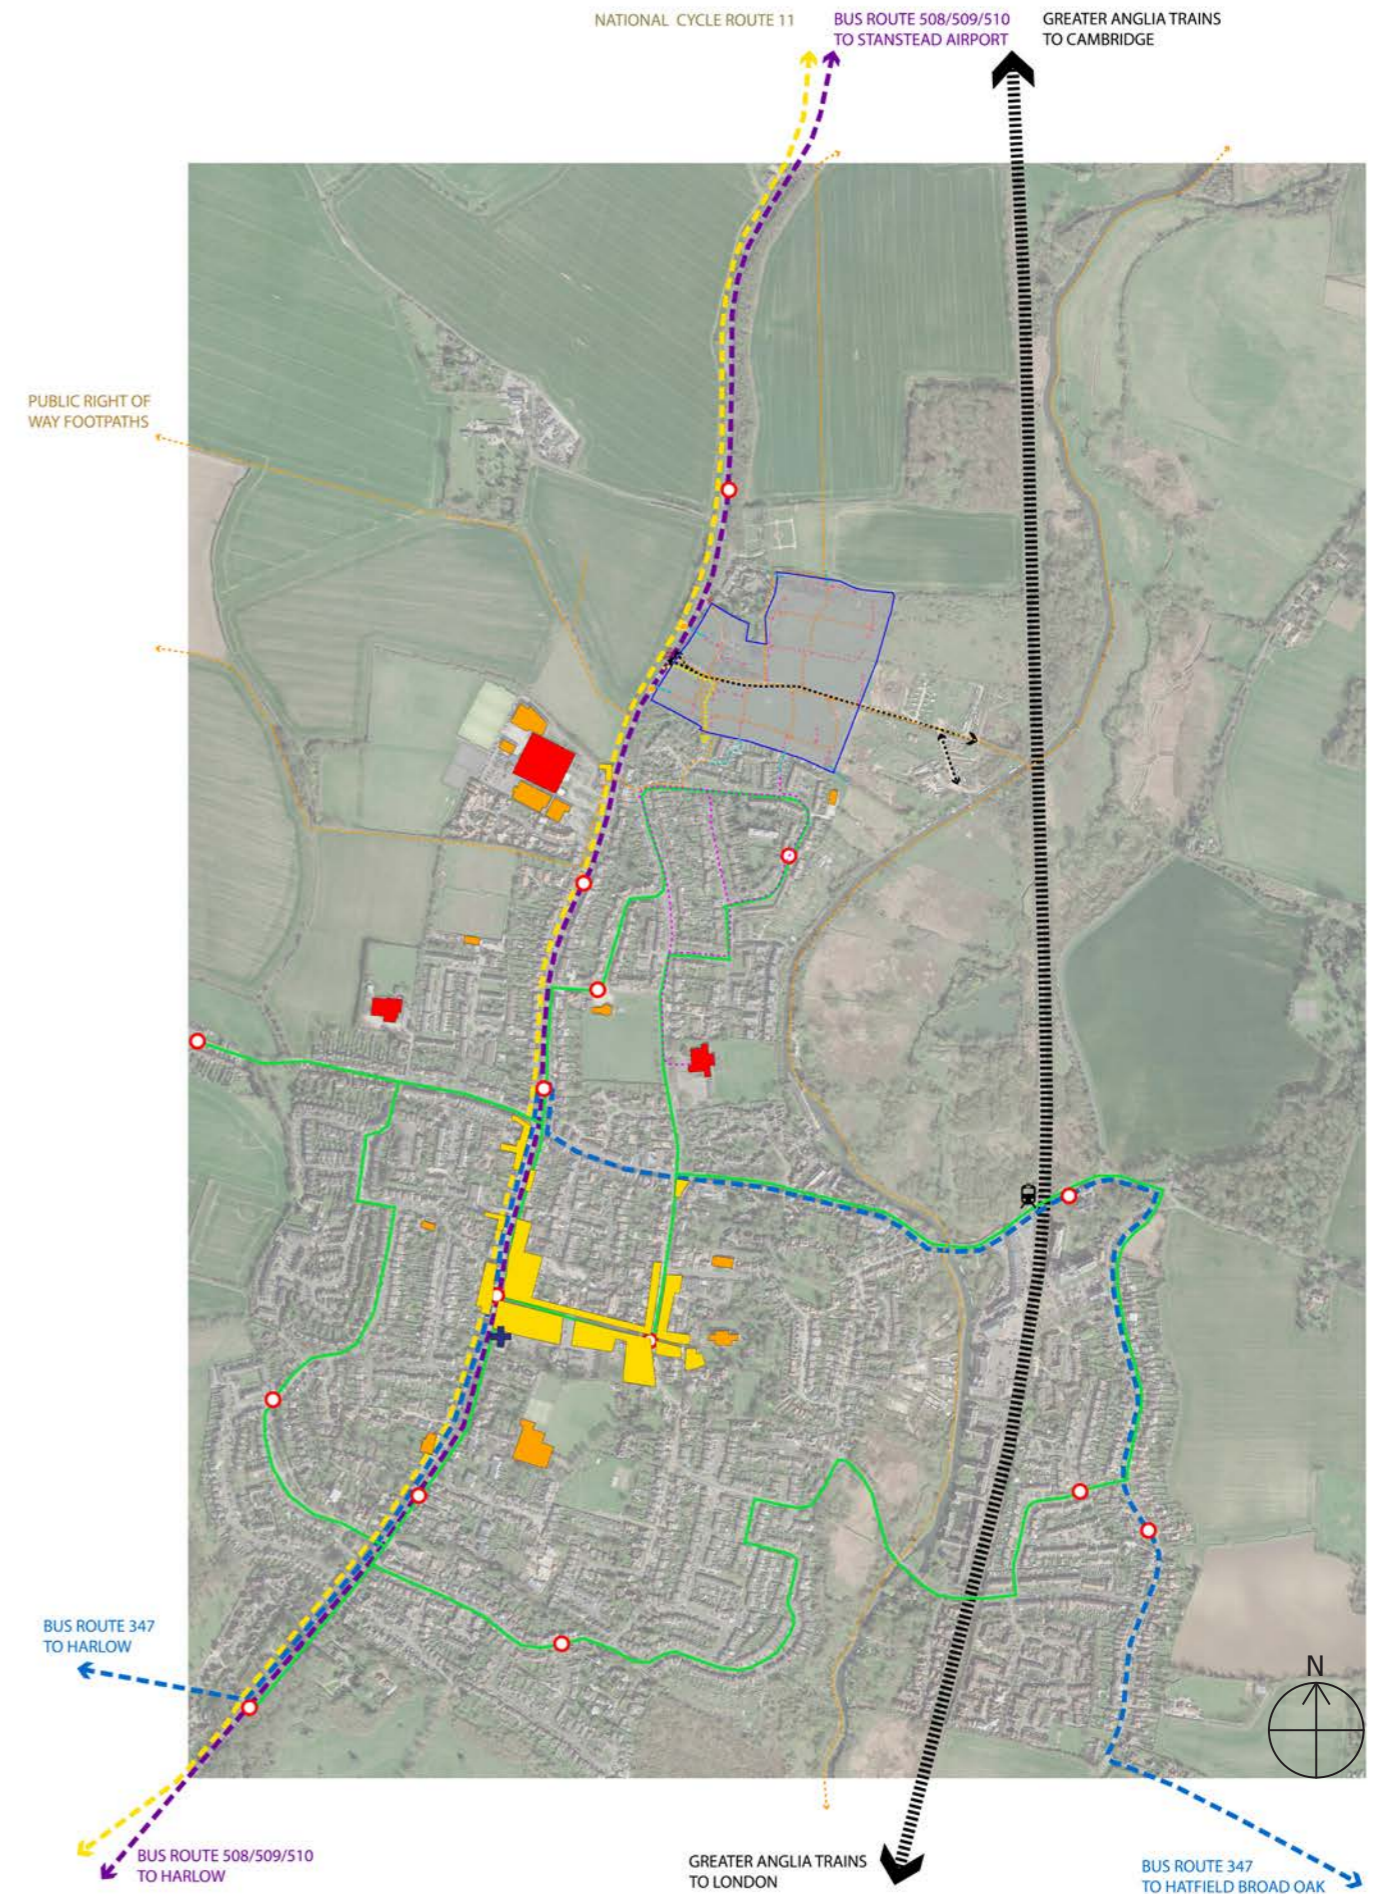 NATIONAL CYCLE ROUTE 11
BUS ROUTE 508/509/510
TO STANSTEAD AIRPORT
GREATER ANGLIA TRAINS
TO CAMBRIDGE
PUBLIC RIGHT OF
WAY FOOTPATHS
BUS ROUTE 347
TO HARLOW
N
BUS ROUTE 508/509/510
TO HARLOW
GREATER ANGLIA TRAINS
TO LONDON
BUS ROUTE 347
TO HATFIELD BROAD OAK